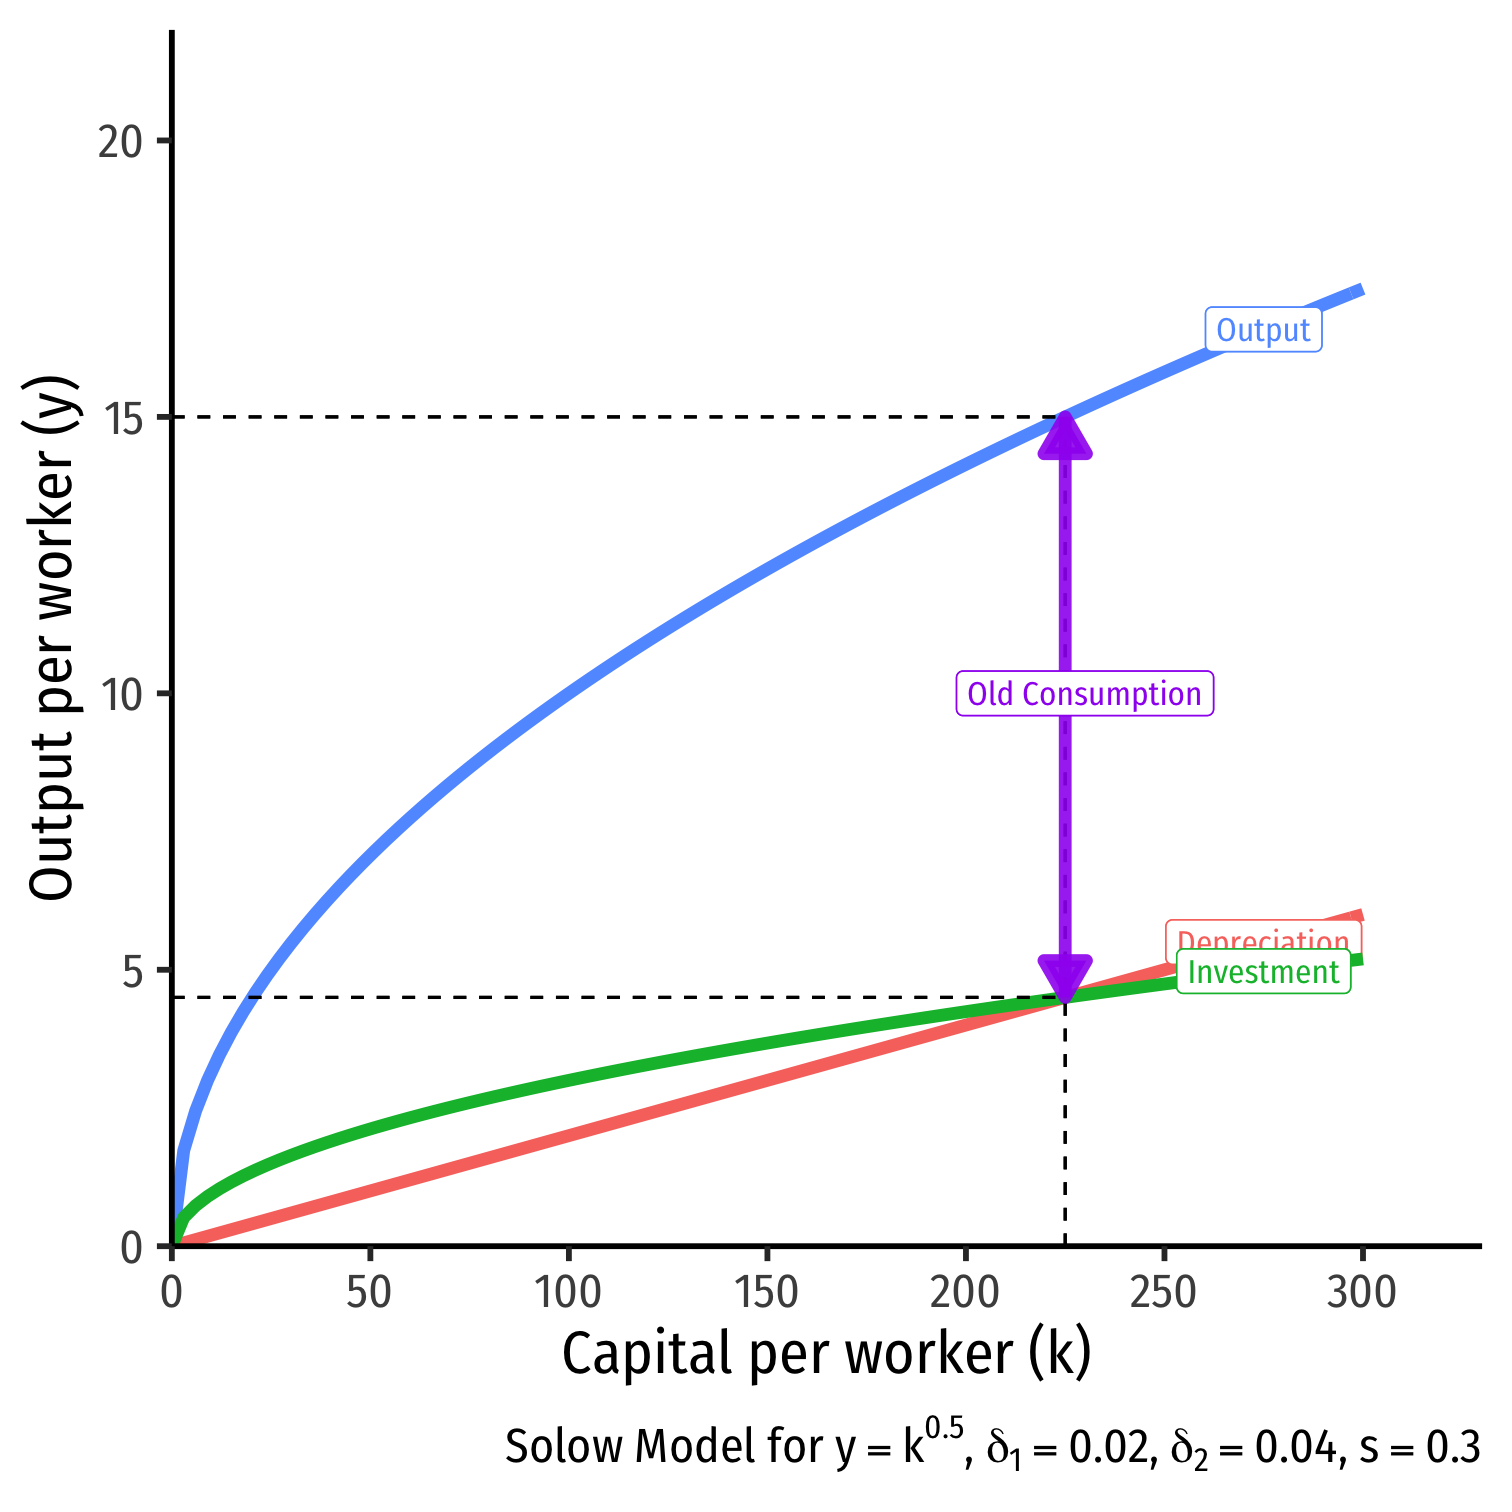 20
15
10
5
0
Output per worker (y)
Output
Old Consumption
Depreciation
Investment
0 50 100 150 200 250 300
Capital per worker (k)
Solow Model for y = k^0.5, δ₁ = 0.02, δ₂ = 0.04, s = 0.3